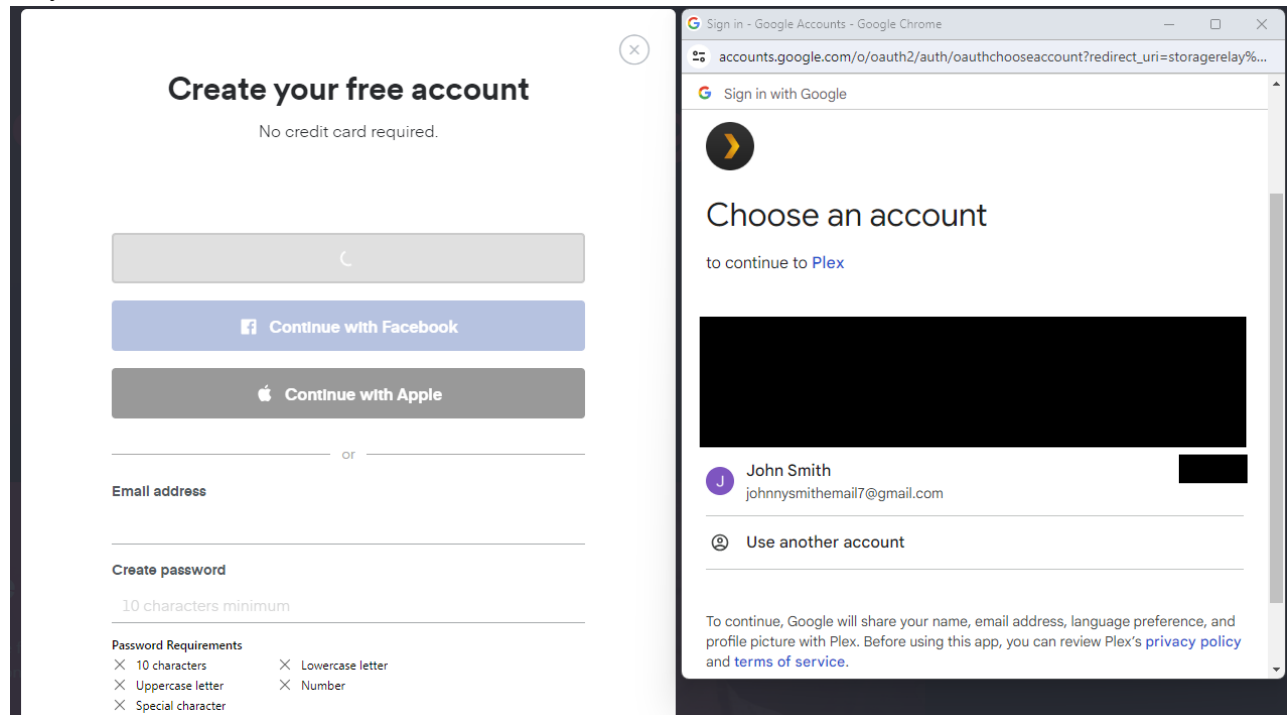 Create your free account
No credit card required.
Continue with Facebook
Continue with Apple
or
Email address
Create password
10 characters minimum
Password Requirements
10 characters
Lowercase letter
Uppercase letter
Number
Special character
Sign in - Google Accounts - Google Chrome
accounts.google.com/o/oauth2/auth/oauthchooseaccount?redirect_uri=storagerelay%...
Sign in with Google
Choose an account
to continue to Plex
J
John Smith
johnnysmithemail7@gmail.com
Use another account
To continue, Google will share your name, email address, language preference, and
profile picture with Plex. Before using this app, you can review Plex's privacy policy
and terms of service.